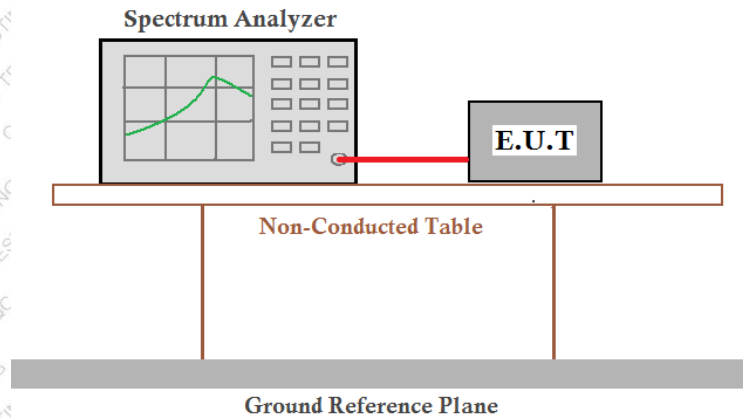 Spectrum Analyzer
E.U.T
Non-Conducted Table
Ground Reference Plane